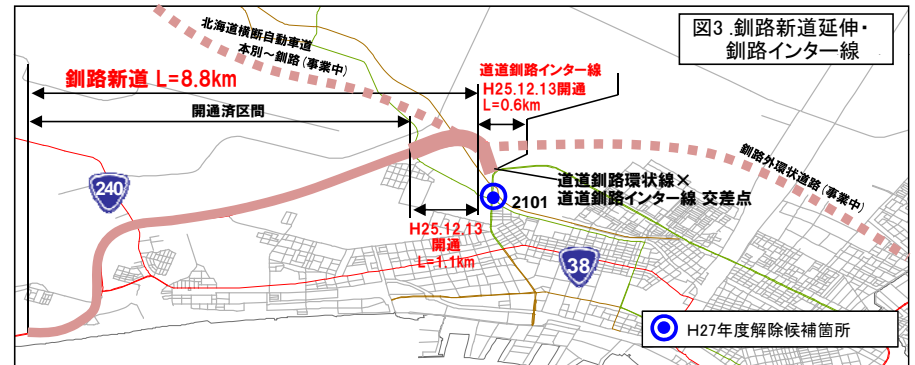 図3.釧路新道延伸・
釧路インター線
北海道横断自動車道
本別～釧路(事業中)
釧路新道 L=8.8km
開通済区間
道道釧路インター線
H25.12.13開通
L=0.6km
釧路外環状道路(事業中)
240
2101
道道釧路環状線×
道道釧路インター線 交差点
H25.12.13
開通
L=1.1km
38
H27年度解除候補箇所